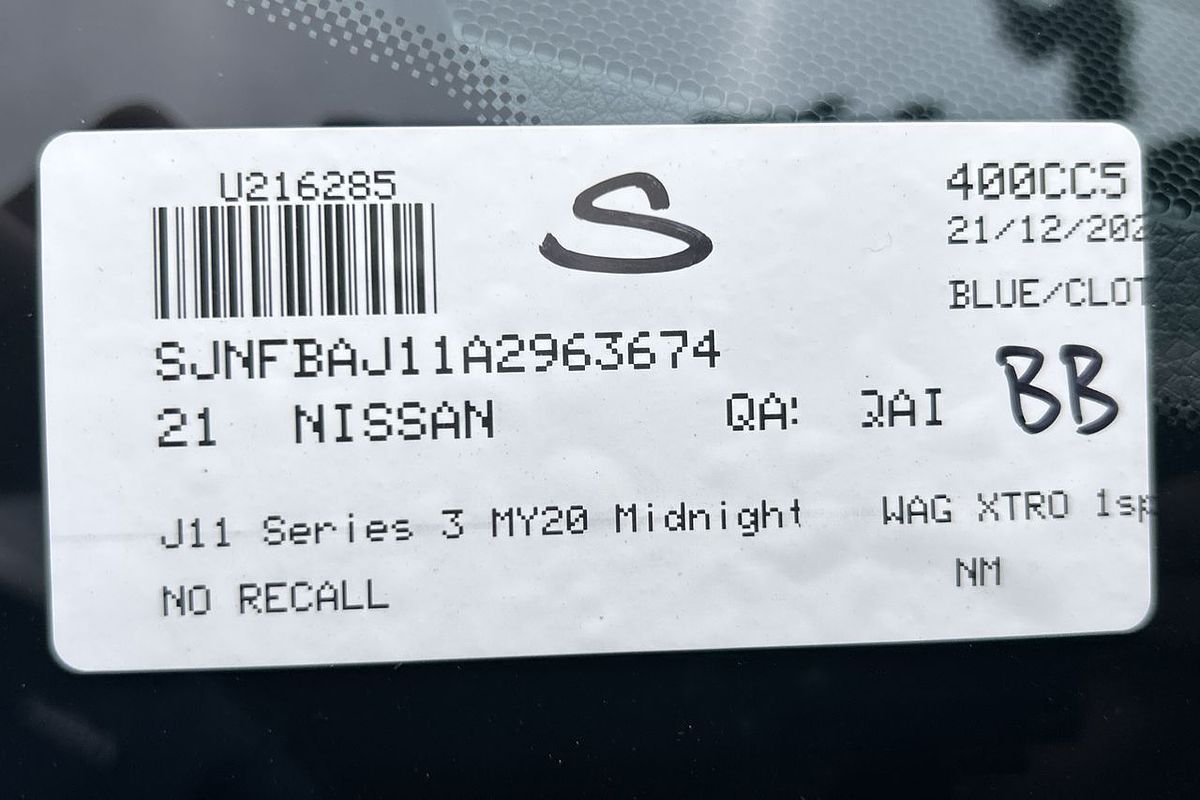 U216285
S
400CC5
21/12/202
BLUE/CLOT
SJNFBAJ11A2963674
21 NISSAN QA: QAI BB
J11 Series 3 MY20 Midnight WAG XTRO 1sp
NO RECALL NM